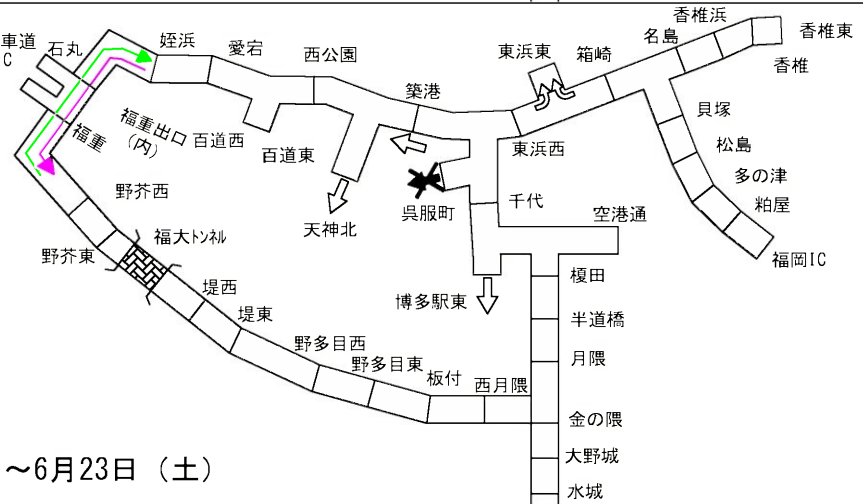 香椎浜
香椎東
名島
車道
C
石丸
姪浜
愛宕
西公園
東浜東
箱崎
香椎
築港
貝塚
福重
福重出口
(内)
百道西
百道東
東浜西
松島
多の津
野芥西
呉服町
千代
粕屋
空港通
天神北
福大トンネル
野芥東
福岡IC
榎田
堤西
博多駅東
堤東
半道橋
野多目西
野多目東
月隈
板付
西月隈
金の隈
~6月23日(土)
大野城
水城